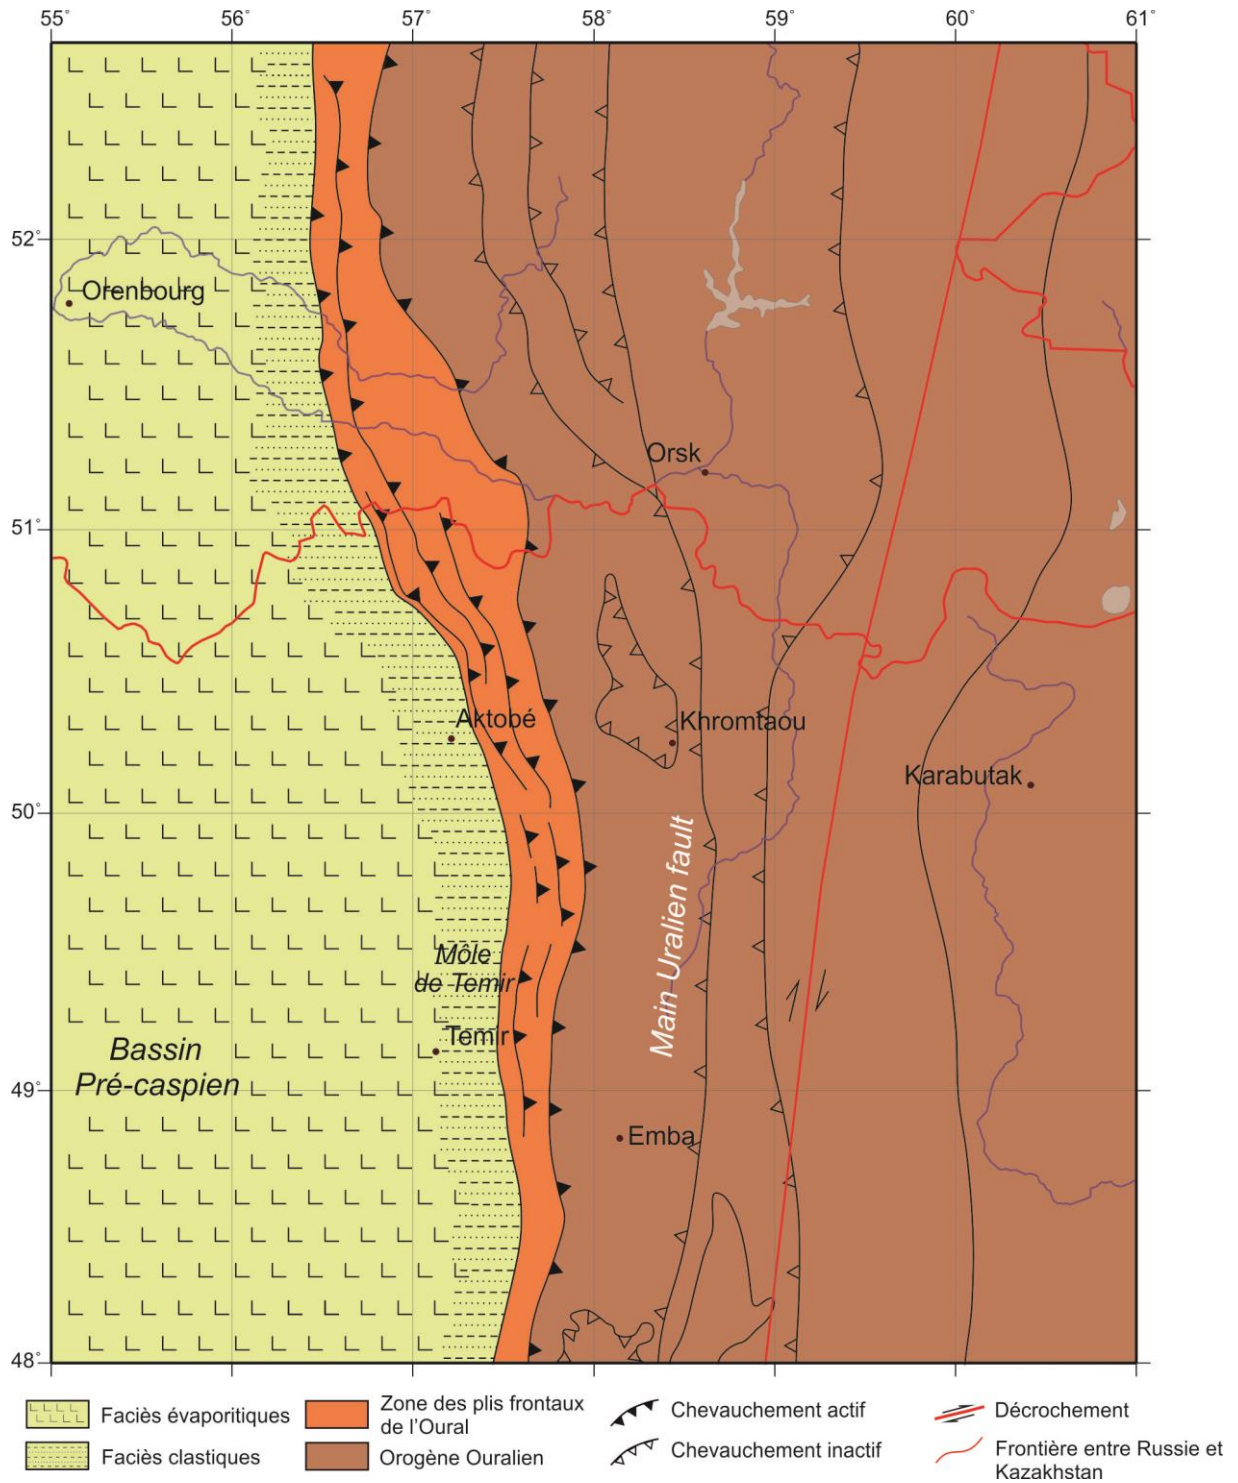 55° 56° 57° 58° 59° 60° 61°
52°
Orenbourg
Orsk
51°
Aktobé
Khromtaou
Karabutak
50°
Main Uralien fault
Môle
de Temir
Temir
Bassin
Pré-caspien
49°
Emba
48°
Faciès évaporitiques
Faciès clastiques
Zone des plis frontaux
de l'Oural
Orogène Ouralien
Chevauchement actif
Chevauchement inactif
Décrochement
Frontière entre Russie et
Kazakhstan